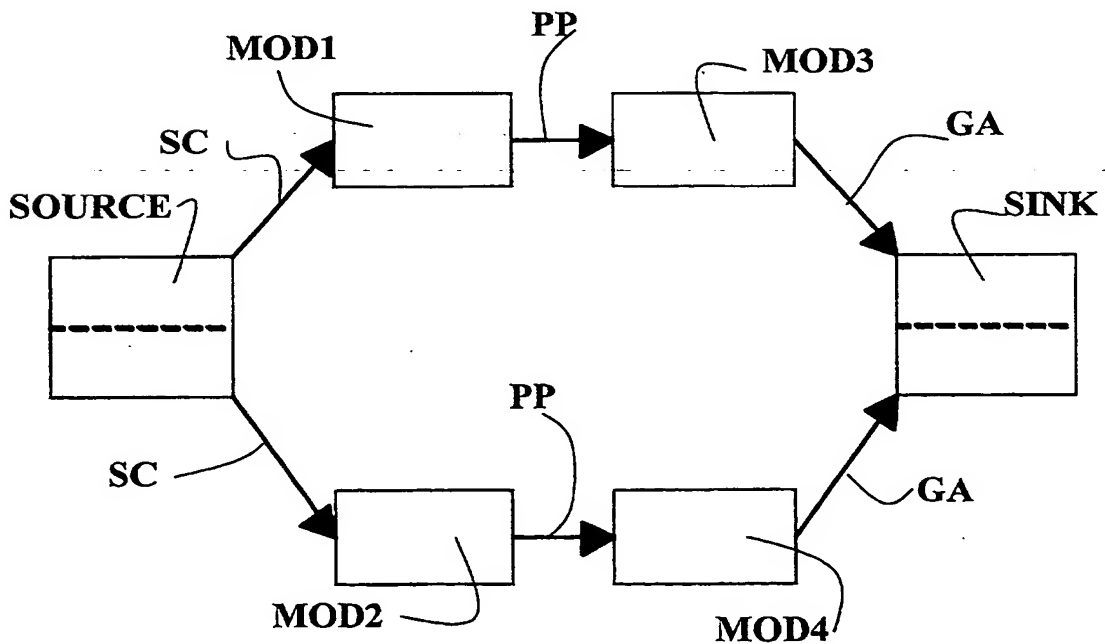 PP
MOD1
MOD3
SC
GA
SOURCE
SINK
PP
SC
GA
MOD2
MOD4